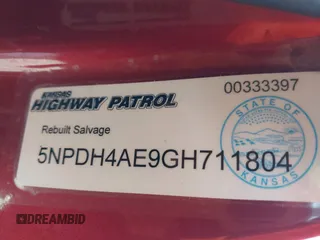 KANSAS
HIGHWAY PATROL
00333397
Rebuilt Salvage
5NPDH4AE9GH711804
STATE OF
KANSAS
DREAMBID